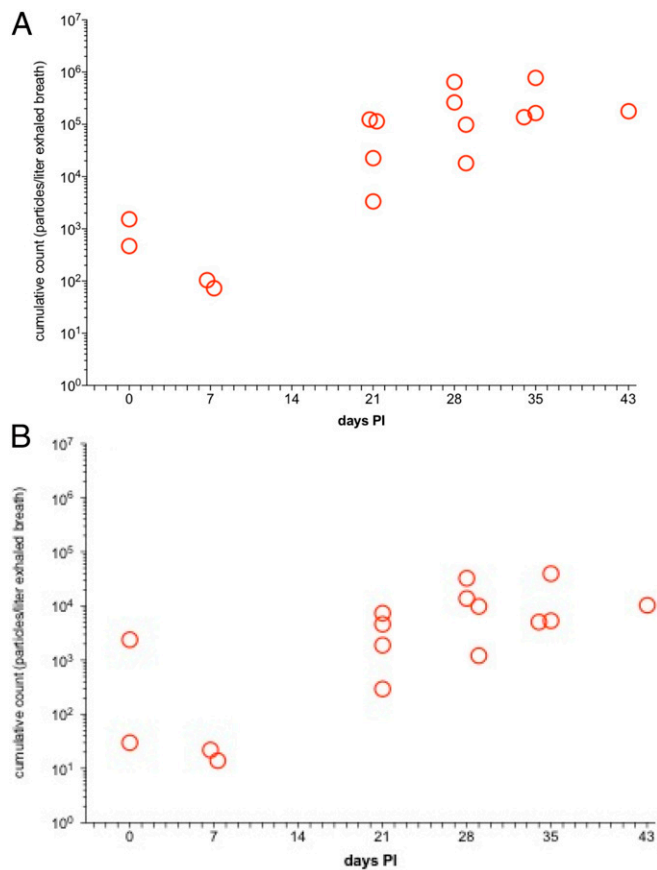 A
cumulative count (particles/liter exhaled breath)
10⁷
10⁶
10⁵
10⁴
10³
10²
10¹
10⁰
0 7 14 21 28 35 43
days PI
B
cumulative count (particles/liter exhaled breath)
10⁷
10⁶
10⁵
10⁴
10³
10²
10¹
10⁰
0 7 14 21 28 35 43
days PI